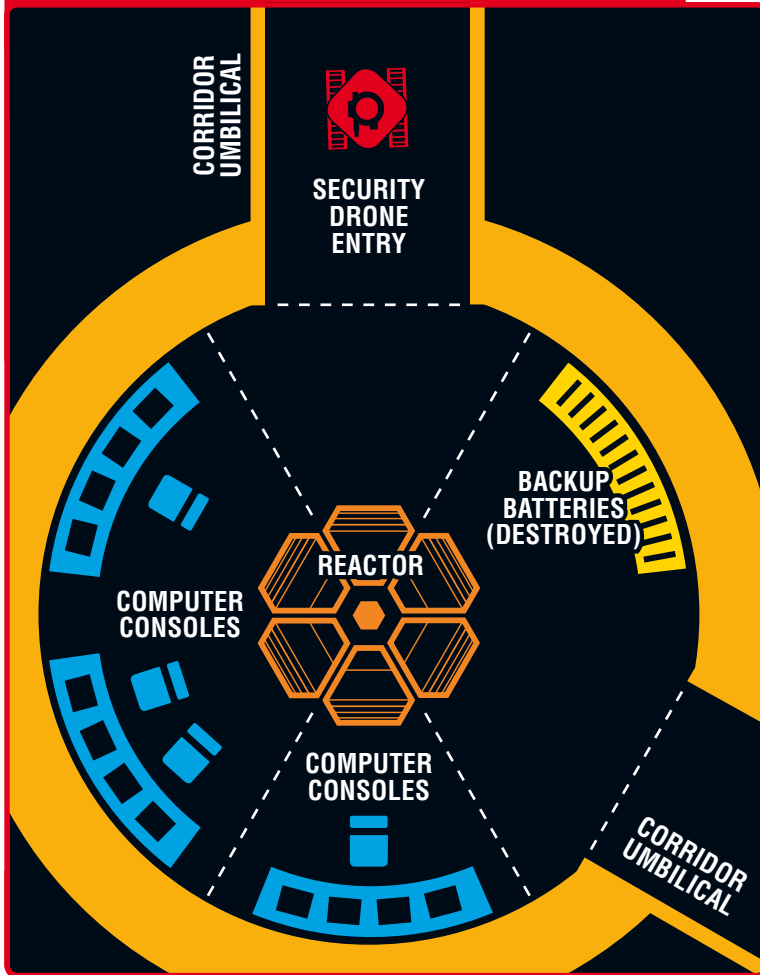 CORRIDOR
UMBILICAL
SECURITY
DRONE
ENTRY
BACKUP
BATTERIES
(DESTROYED)
REACTOR
COMPUTER
CONSOLES
COMPUTER
CONSOLES
CORRIDOR
UMBILICAL